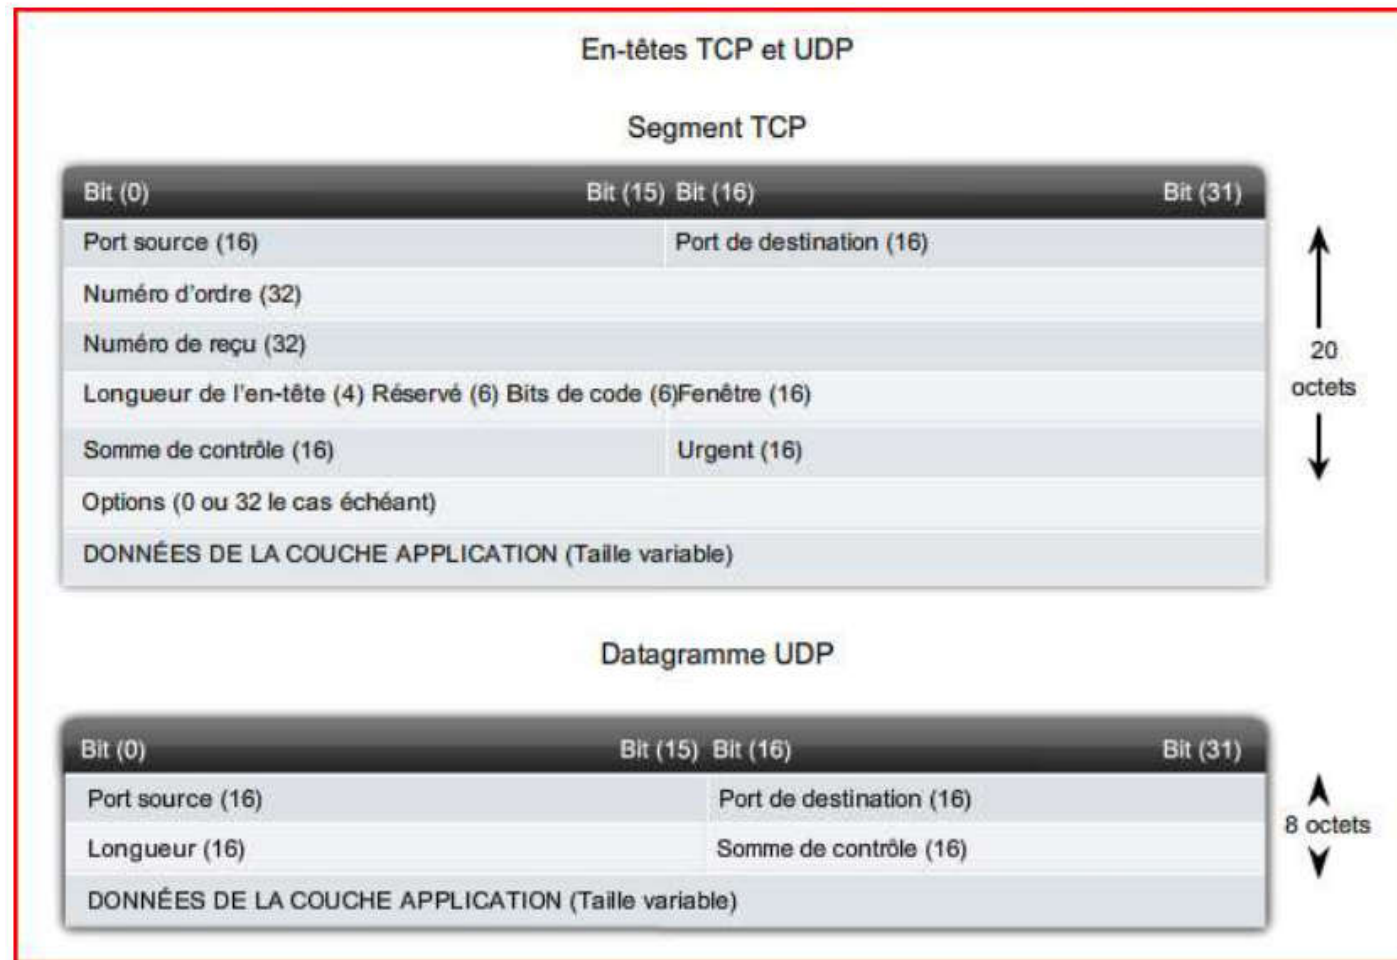 En-têtes TCP et UDP
Segment TCP
Bit (0) Bit (15) Bit (16) Bit (31)
Port source (16) Port de destination (16)
Numéro d'ordre (32)
Numéro de reçu (32)
Longueur de l'en-tête (4) Réservé (6) Bits de code (6)Fenêtre (16)
Somme de contrôle (16) Urgent (16)
Options (0 ou 32 le cas échéant)
DONNÉES DE LA COUCHE APPLICATION (Taille variable)
20
octets
Datagramme UDP
Bit (0) Bit (15) Bit (16) Bit (31)
Port source (16) Port de destination (16)
Longueur (16) Somme de contrôle (16)
DONNÉES DE LA COUCHE APPLICATION (Taille variable)
8 octets